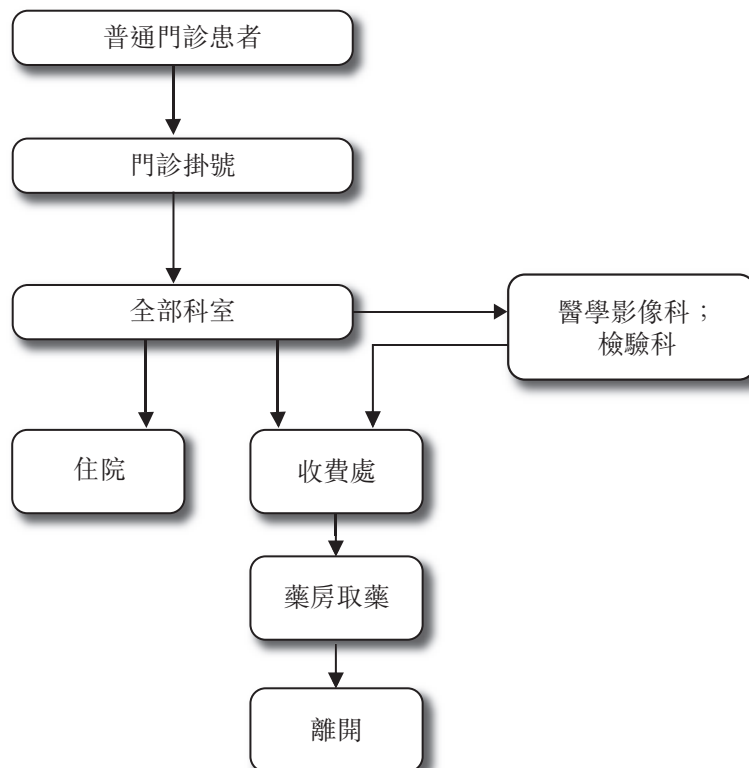 普通門診患者
門診掛號
全部科室
醫學影像科；
檢驗科
住院
收費處
藥房取藥
離開